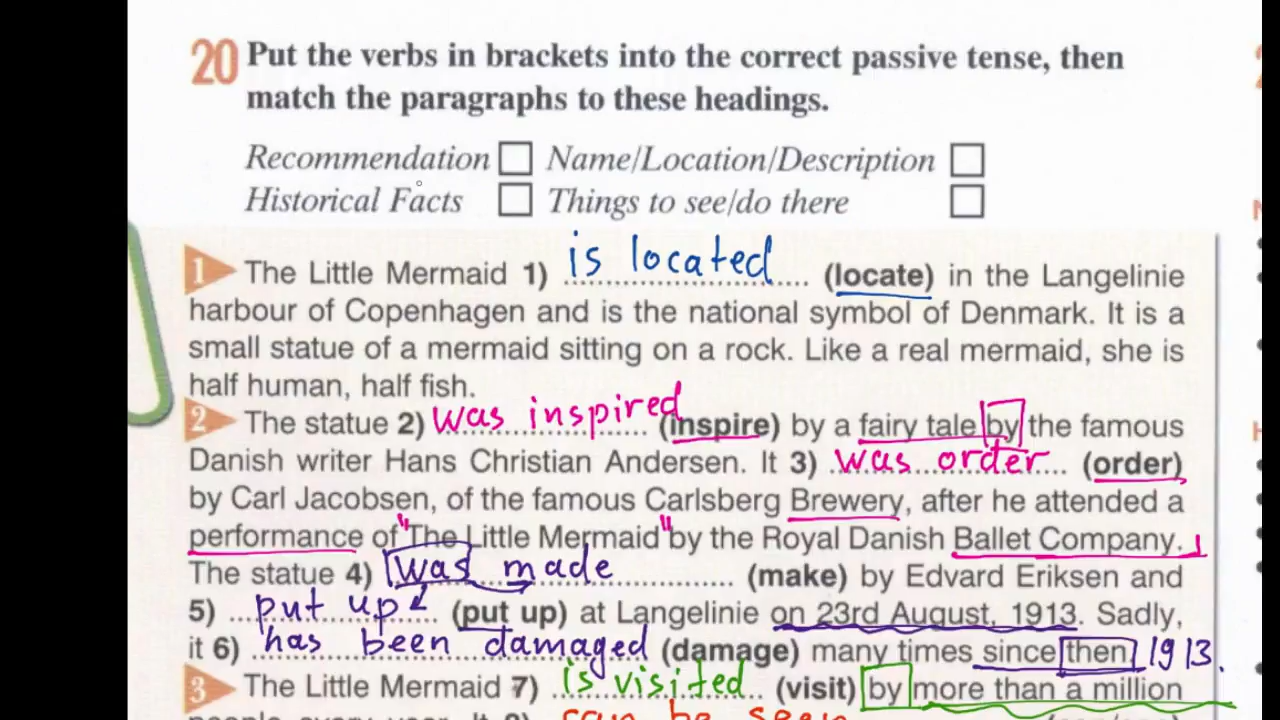 20 Put the verbs in brackets into the correct passive tense, then
match the paragraphs to these headings.
Recommendation Name/Location/Description
Historical Facts Things to see/do there
1 The Little Mermaid 1) is located (locate) in the Langelinie
harbour of Copenhagen and is the national symbol of Denmark. It is a
small statue of a mermaid sitting on a rock. Like a real mermaid, she is
half human, half fish.
2 The statue 2) was inspired (inspire) by a fairy tale by the famous
Danish writer Hans Christian Andersen. It 3) was order (order)
by Carl Jacobsen, of the famous Carlsberg Brewery, after he attended a
performance of "The Little Mermaid" by the Royal Danish Ballet Company.
The statue 4) was made (make) by Edvard Eriksen and
5) put up (put up) at Langelinie on 23rd August, 1913. Sadly,
it 6) has been damaged (damage) many times since then 1913.
3 The Little Mermaid 7) is visited (visit) by more than a million
people every year. It 8) can be seen